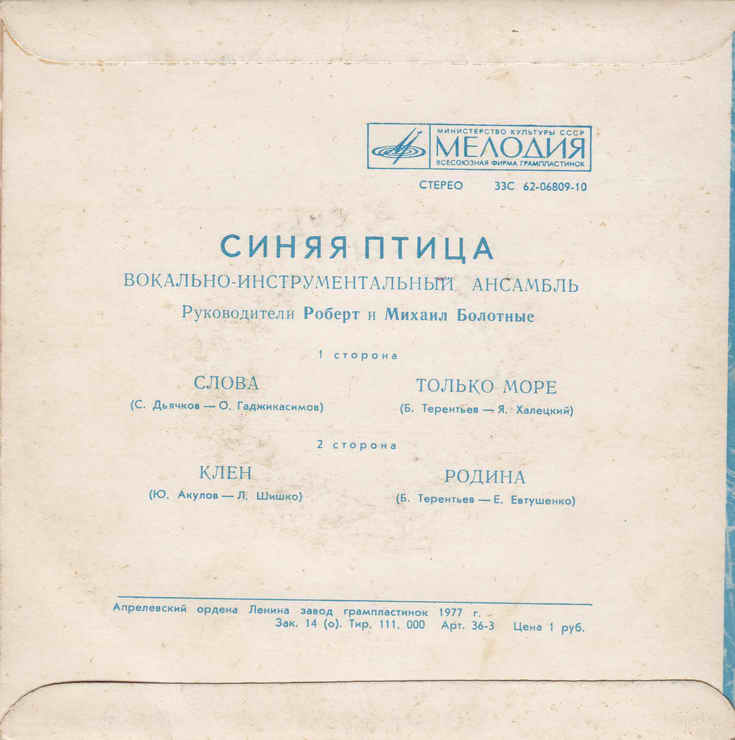 МИНИСТЕРСТВО КУЛЬТУРЫ СССР
МЕЛОДИЯ
ВСЕСОЮЗНАЯ ФИРМА ГРАМПЛАСТИНОК
СТЕРЕО 33С 62-06809-10
СИНЯЯ ПТИЦА
ВОКАЛЬНО-ИНСТРУМЕНТАЛЬНЫЙ АНСАМБЛЬ
Руководители Роберт и Михаил Болотные
1 сторона
СЛОВА ТОЛЬКО МОРЕ
(С. Дьячков — О. Гаджикасимов) (Б. Терентьев — Я. Халецкий)
2 сторона
КЛЕН РОДИНА
(Ю. Акулов — Л. Шишко) (Б. Терентьев — Е. Евтушенко)
Апрелевский ордена Ленина завод грампластинок 1977 г.
Зак. 14 (о). Тир. 111. 000 Арт. 36-3 Цена 1 руб.